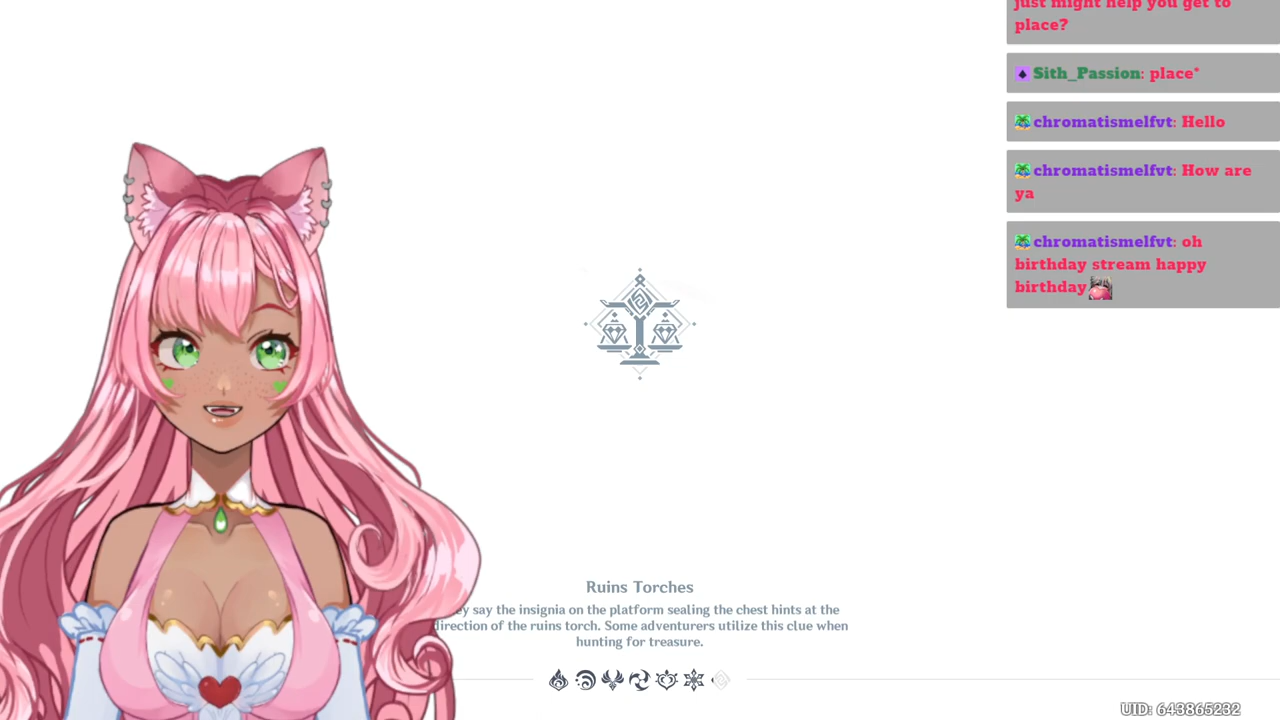 just might help you get to
place?
Sith_Passion: place*
chromatismelfvt: Hello
chromatismelfvt: How are
ya
chromatismelfvt: oh
birthday stream happy
birthday
Ruins Torches
say the insignia on the platform sealing the chest hints at the
direction of the ruins torch. Some adventurers utilize this clue when
hunting for treasure.
UID: 643865232